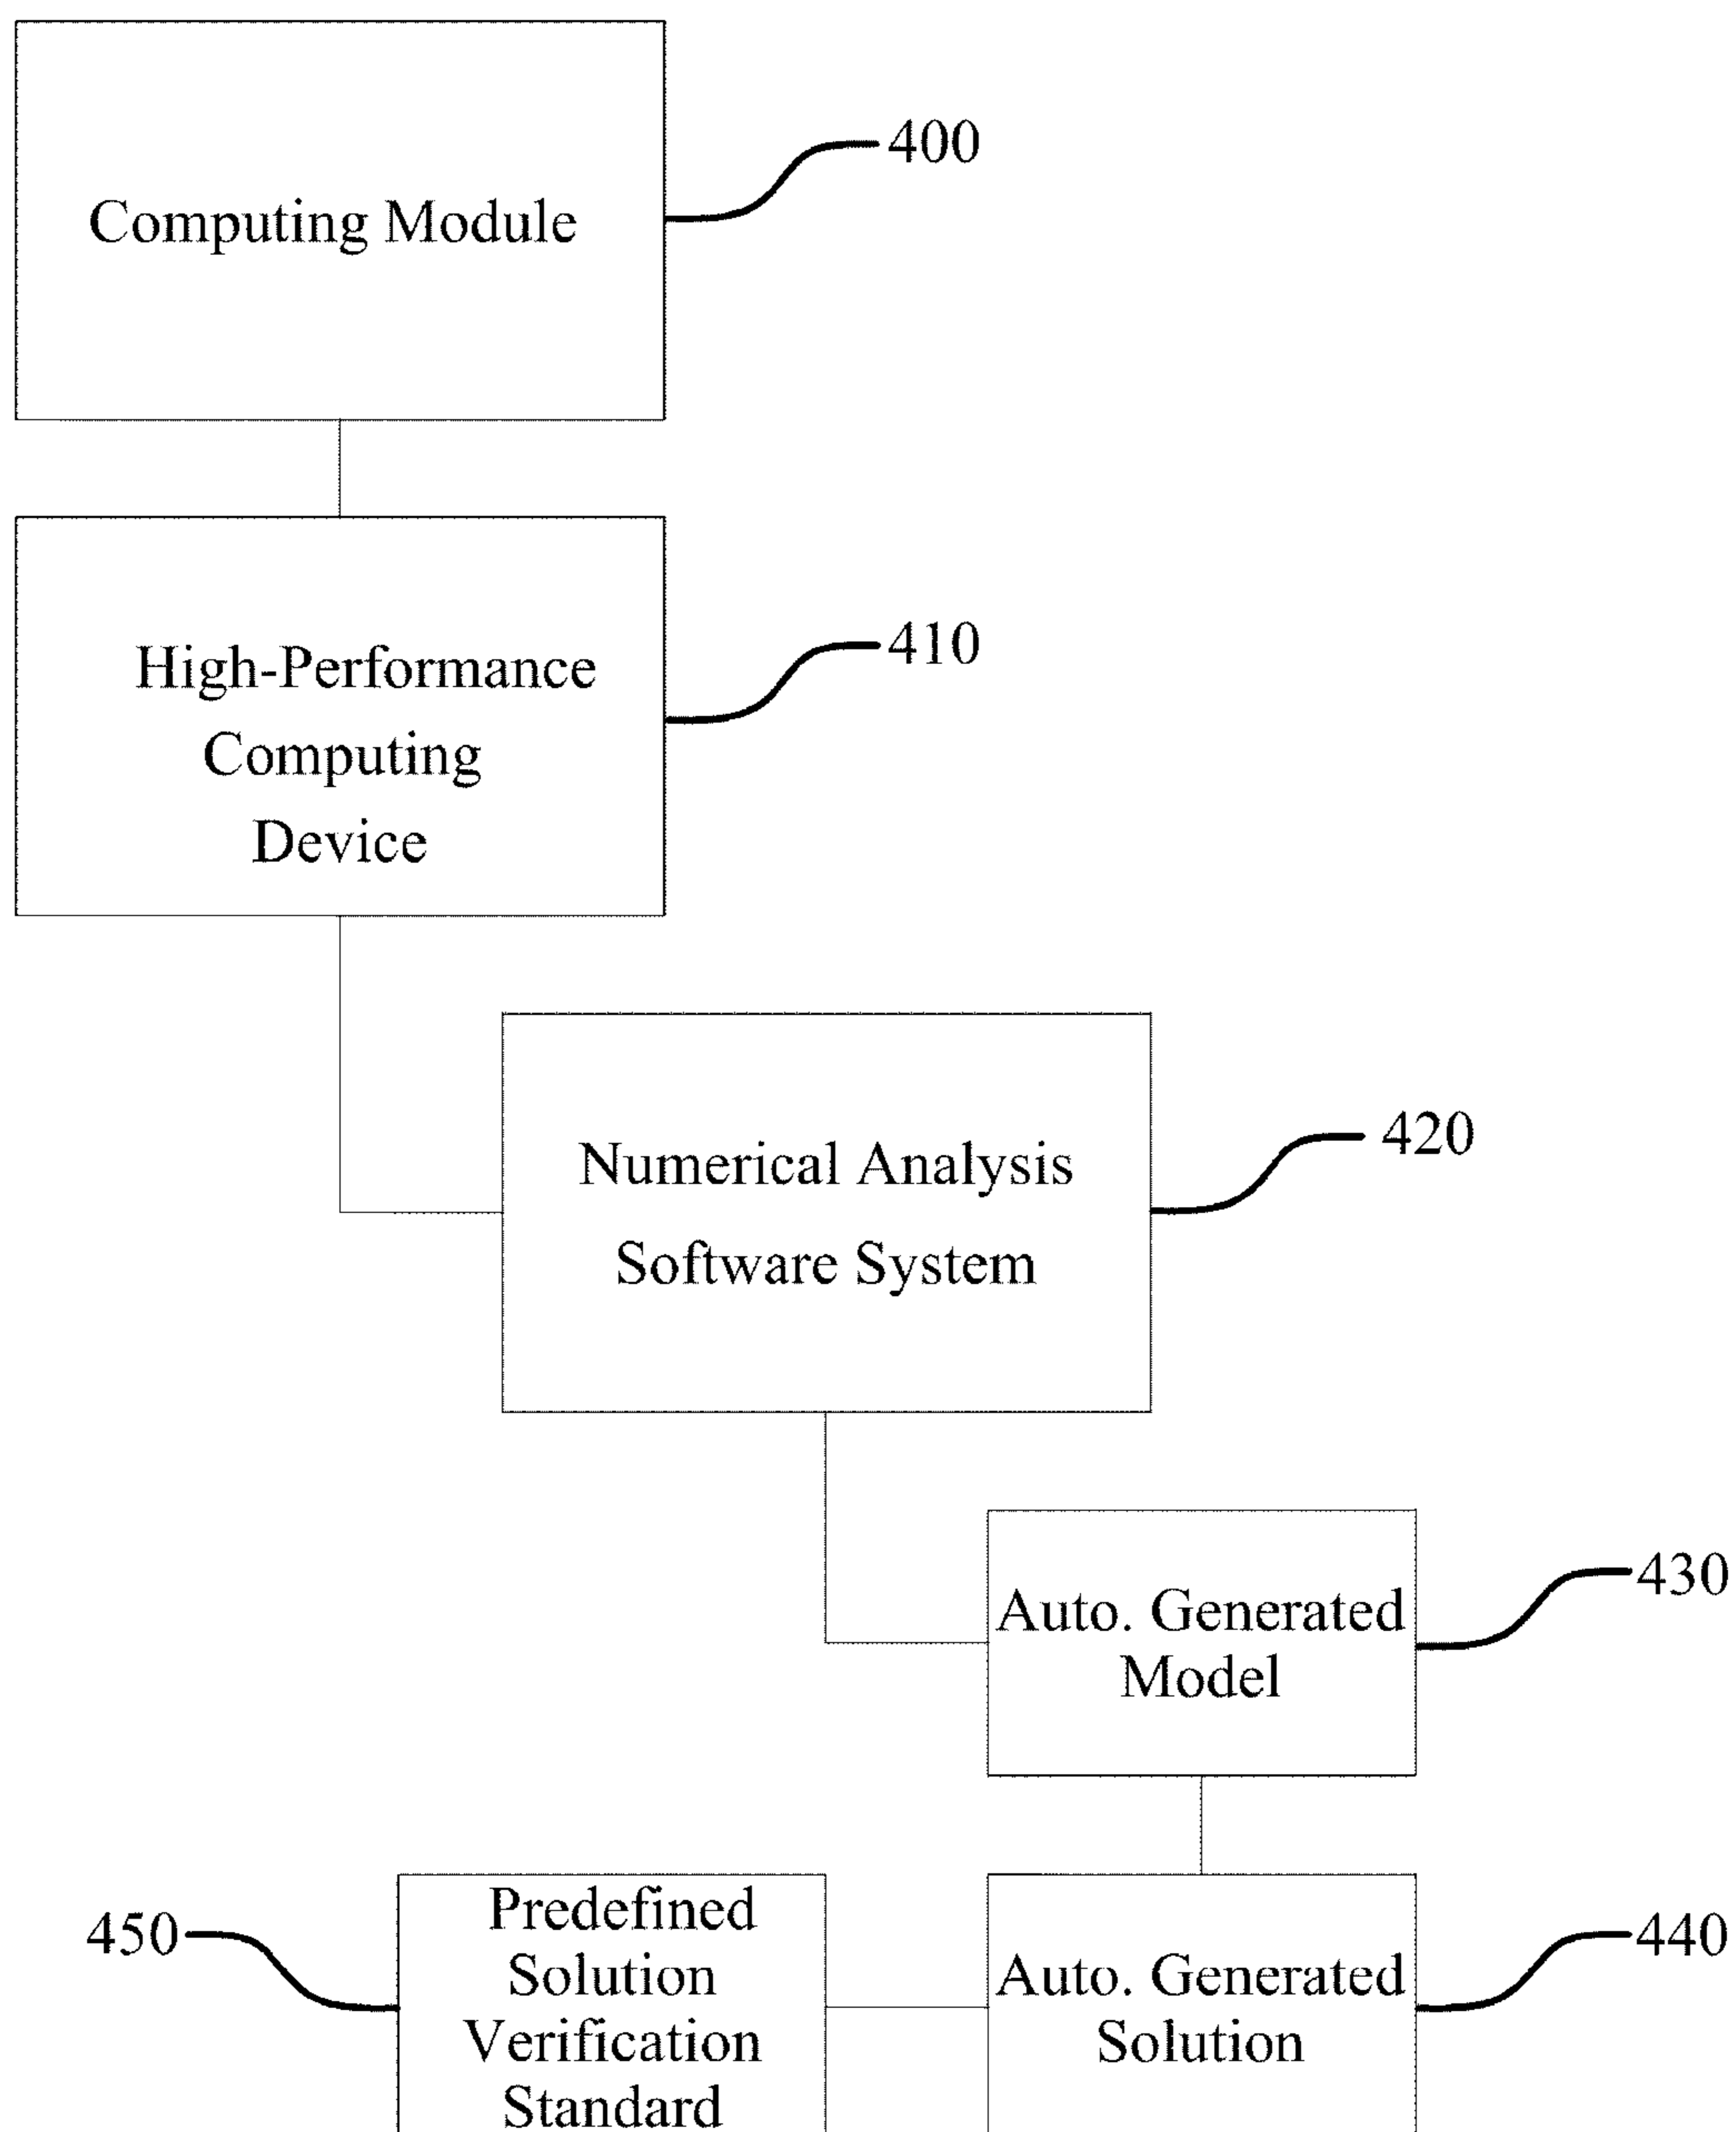 Computing Module
400
High-Performance
Computing
Device
410
Numerical Analysis
Software System
420
Auto. Generated
Model
430
Predefined
Solution
Verification
Standard
450
Auto. Generated
Solution
440